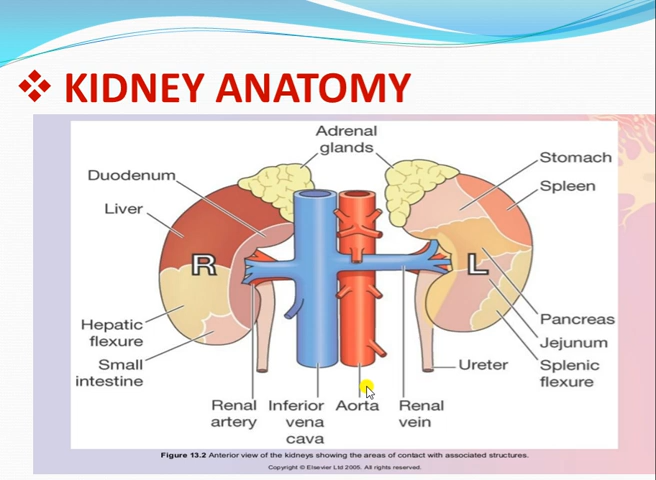 ❖ KIDNEY ANATOMY
Adrenal
glands
Duodenum
Stomach
Spleen
Liver
R
L
Hepatic
flexure
Small
intestine
Pancreas
Jejunum
Splenic
flexure
Ureter
Renal
artery
Inferior
vena
cava
Aorta
Renal
vein
Figure 13.2 Anterior view of the kidneys showing the areas of contact with associated structures.
Copyright © Elsevier Ltd 2005. All rights reserved.